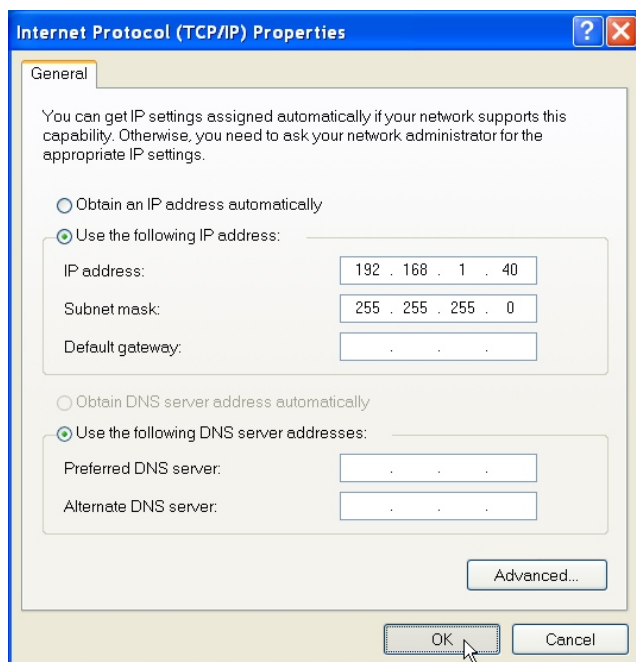 Internet Protocol (TCP/IP) Properties
?
General
You can get IP settings assigned automatically if your network supports this
capability. Otherwise, you need to ask your network administrator for the
appropriate IP settings.
Obtain an IP address automatically
Use the following IP address:
IP address: 192 . 168 . 1 . 40
Subnet mask: 255 . 255 . 255 . 0
Default gateway: . . .
Obtain DNS server address automatically
Use the following DNS server addresses:
Preferred DNS server: . . .
Alternate DNS server: . . .
Advanced...
OK Cancel